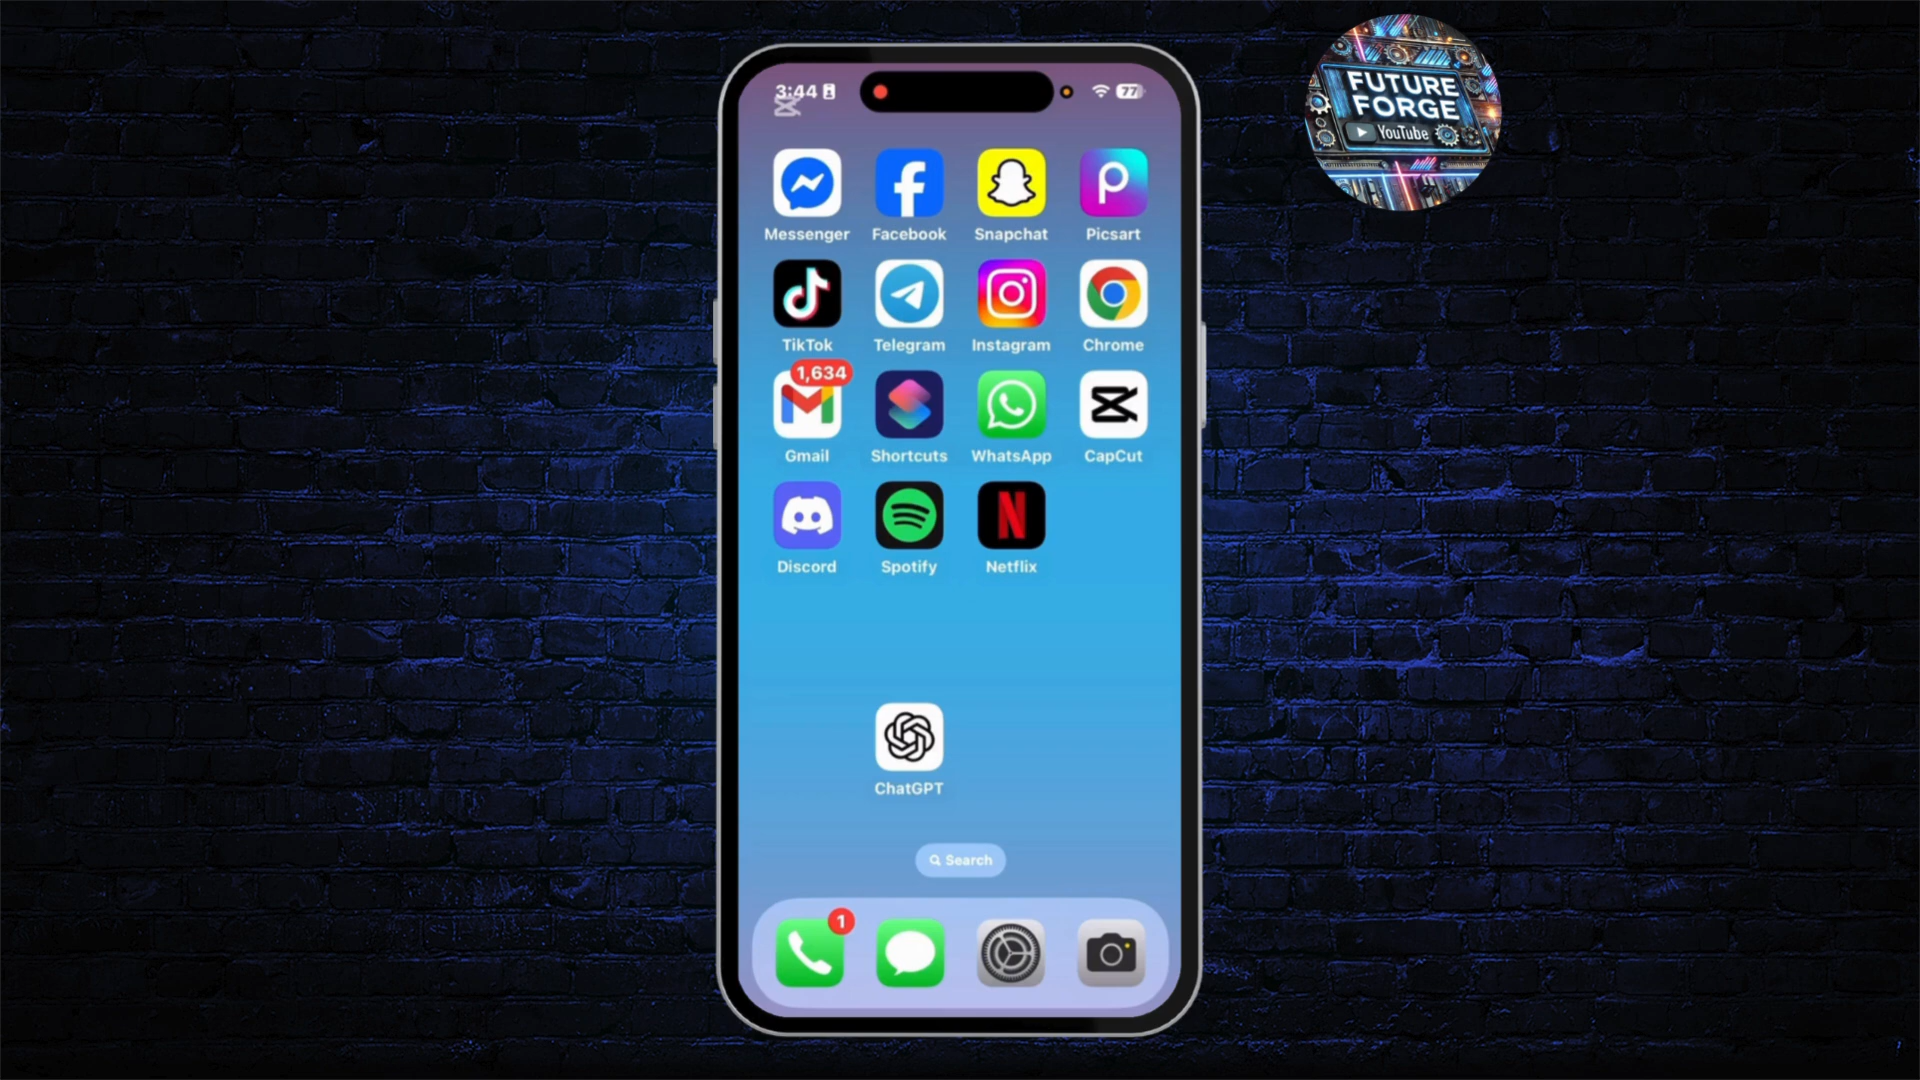 FUTURE
FORGE
YouTube
3:44
77
Messenger
Facebook
Snapchat
Picsart
TikTok
Telegram
Instagram
Chrome
1,634
Gmail
Shortcuts
WhatsApp
CapCut
Discord
Spotify
Netflix
ChatGPT
Search
1